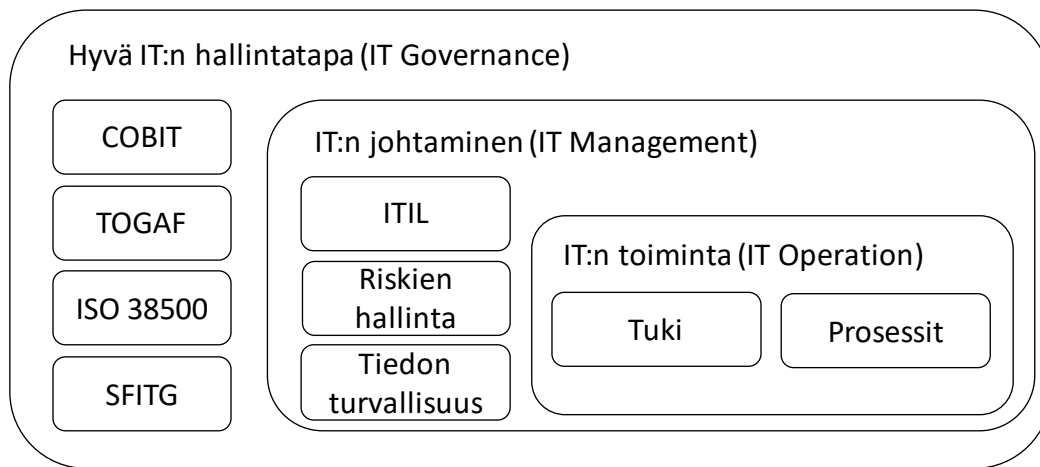 Hyvä IT:n hallintatapa (IT Governance)
COBIT
TOGAF
ISO 38500
SFITG
IT:n johtaminen (IT Management)
ITIL
Riskien
hallinta
Tiedon
turvallisuus
IT:n toiminta (IT Operation)
Tuki
Prosessit